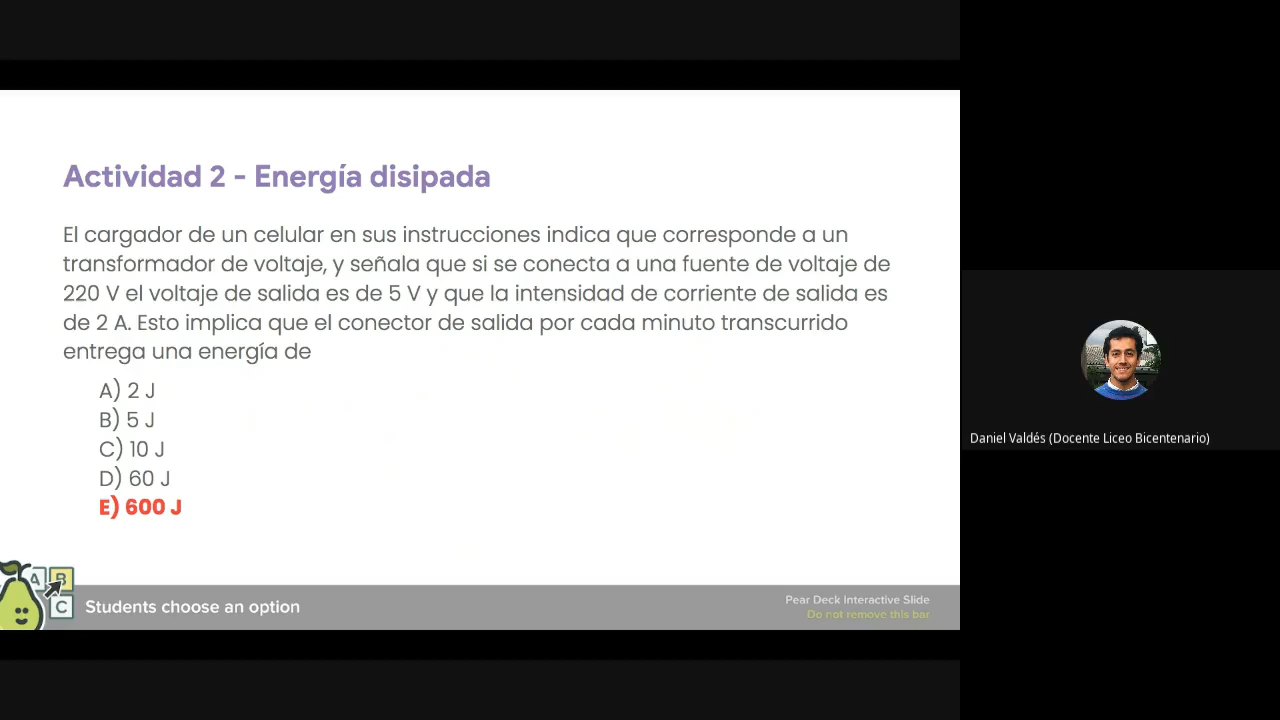 Actividad 2 - Energía disipada
El cargador de un celular en sus instrucciones indica que corresponde a un
transformador de voltaje, y señala que si se conecta a una fuente de voltaje de
220 V el voltaje de salida es de 5 V y que la intensidad de corriente de salida es
de 2 A. Esto implica que el conector de salida por cada minuto transcurrido
entrega una energía de
A) 2 J
B) 5 J
C) 10 J
D) 60 J
E) 600 J
A B
C
Students choose an option
Pear Deck Interactive Slide
Do not remove this bar
Daniel Valdés (Docente Liceo Bicentenario)